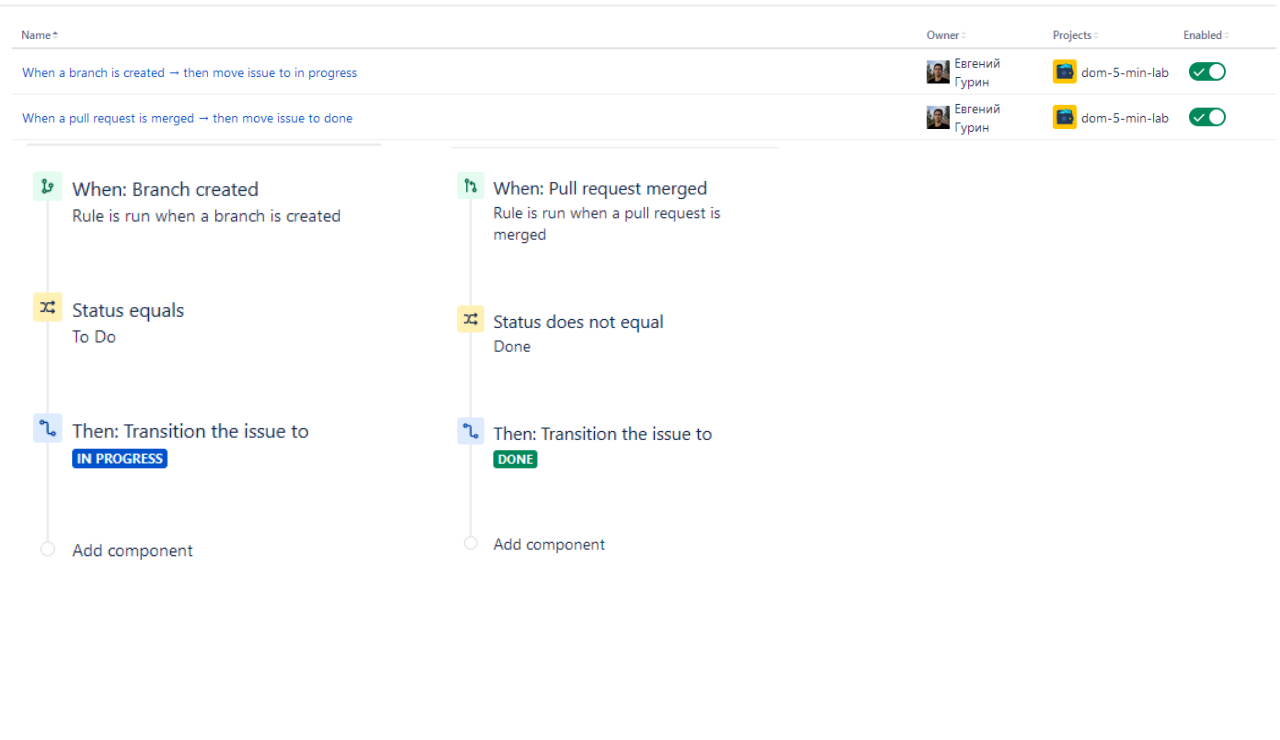 Name Owner Projects Enabled
When a branch is created → then move issue to in progress Евгений Гурин dom-5-min-lab
When a pull request is merged → then move issue to done Евгений Гурин dom-5-min-lab
When: Branch created
Rule is run when a branch is created
Status equals
To Do
Then: Transition the issue to
IN PROGRESS
Add component
When: Pull request merged
Rule is run when a pull request is
merged
Status does not equal
Done
Then: Transition the issue to
DONE
Add component